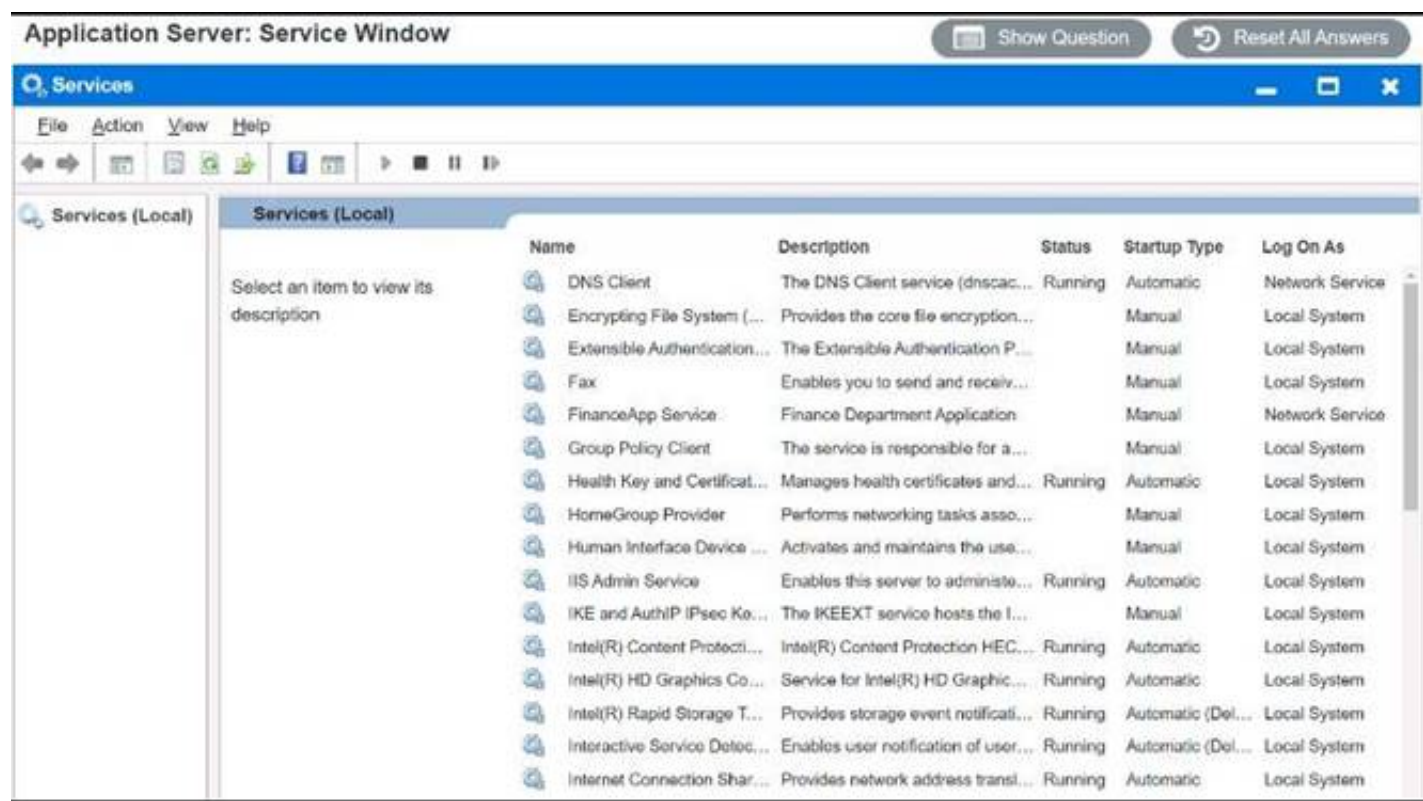 Application Server: Service Window
Show Question
Reset All Answers
Services
File Action View Help
Services (Local)
Services (Local)
Select an item to view its
description
Name Description Status Startup Type Log On As
DNS Client The DNS Client service (dnscac... Running Automatic Network Service
Encrypting File System (... Provides the core file encryption... Manual Local System
Extensible Authentication... The Extensible Authentication P... Manual Local System
Fax Enables you to send and receiv... Manual Local System
FinanceApp Service Finance Department Application Manual Network Service
Group Policy Client The service is responsible for a... Manual Local System
Health Key and Certificat... Manages health certificates and... Running Automatic Local System
HomeGroup Provider Performs networking tasks asso... Manual Local System
Human Interface Device ... Activates and maintains the use... Manual Local System
IIS Admin Service Enables this server to administe... Running Automatic Local System
IKE and AuthIP IPsec Ke... The IKEEXT service hosts the I... Manual Local System
Intel(R) Content Protecti... Intel(R) Content Protection HEC... Running Automatic Local System
Intel(R) HD Graphics Co... Service for Intel(R) HD Graphic... Running Automatic Local System
Intel(R) Rapid Storage T... Provides storage event notificati... Running Automatic (Del... Local System
Interactive Service Detec... Enables user notification of user... Running Automatic (Del... Local System
Internet Connection Shar... Provides network address transl... Running Automatic Local System